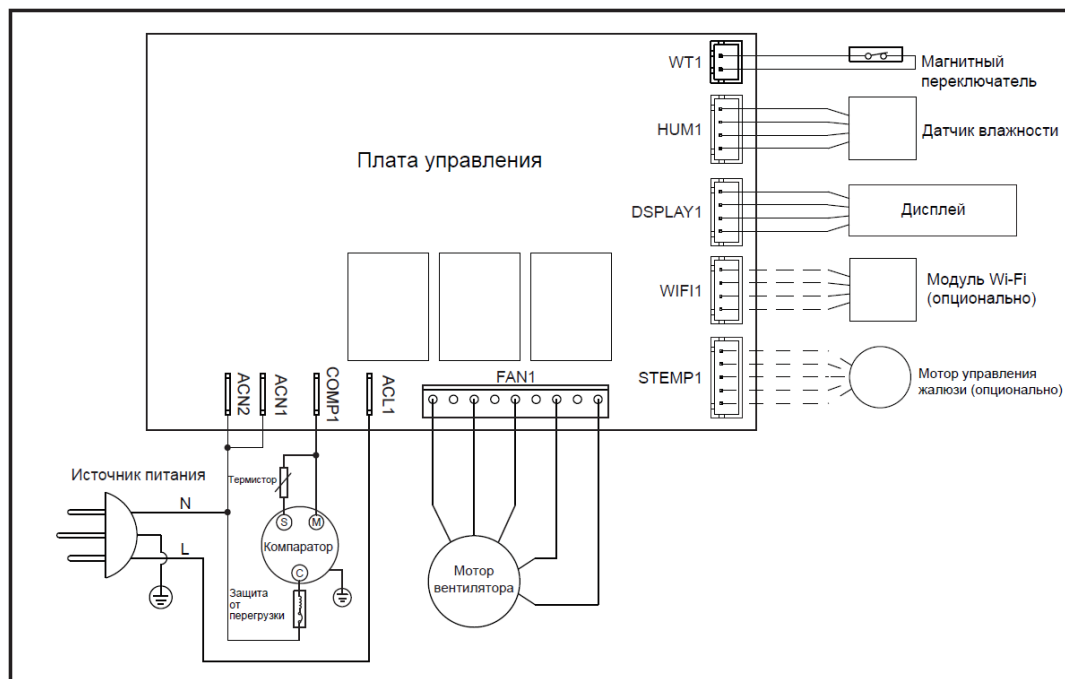 WT1
Магнитный
переключатель
HUM1
Датчик влажности
Плата управления
DSPLAY1
Дисплей
WIFI1
Модуль Wi-Fi
(опционально)
STEMP1
Мотор управления
жалюзи (опционально)
ACN2
ACN1
COMP1
ACL1
FAN1
Источник питания
N
L
Термистор
S
M
Компаратор
C
Защита
от
перегрузки
Мотор
вентилятора